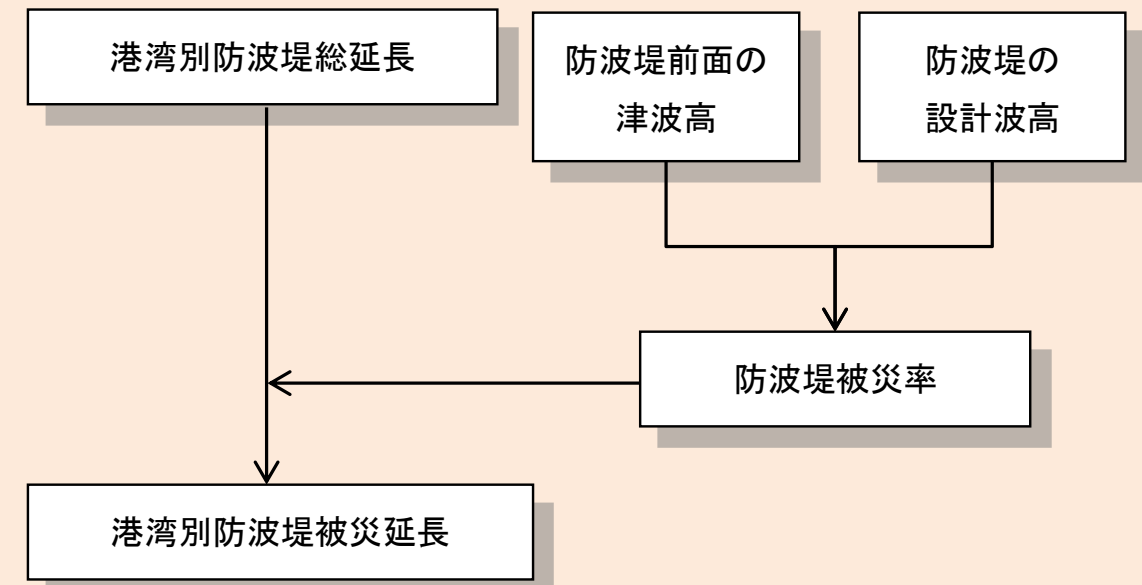 港湾別防波堤総延長
防波堤前面の
津波高
防波堤の
設計波高
防波堤被災率
港湾別防波堤被災延長